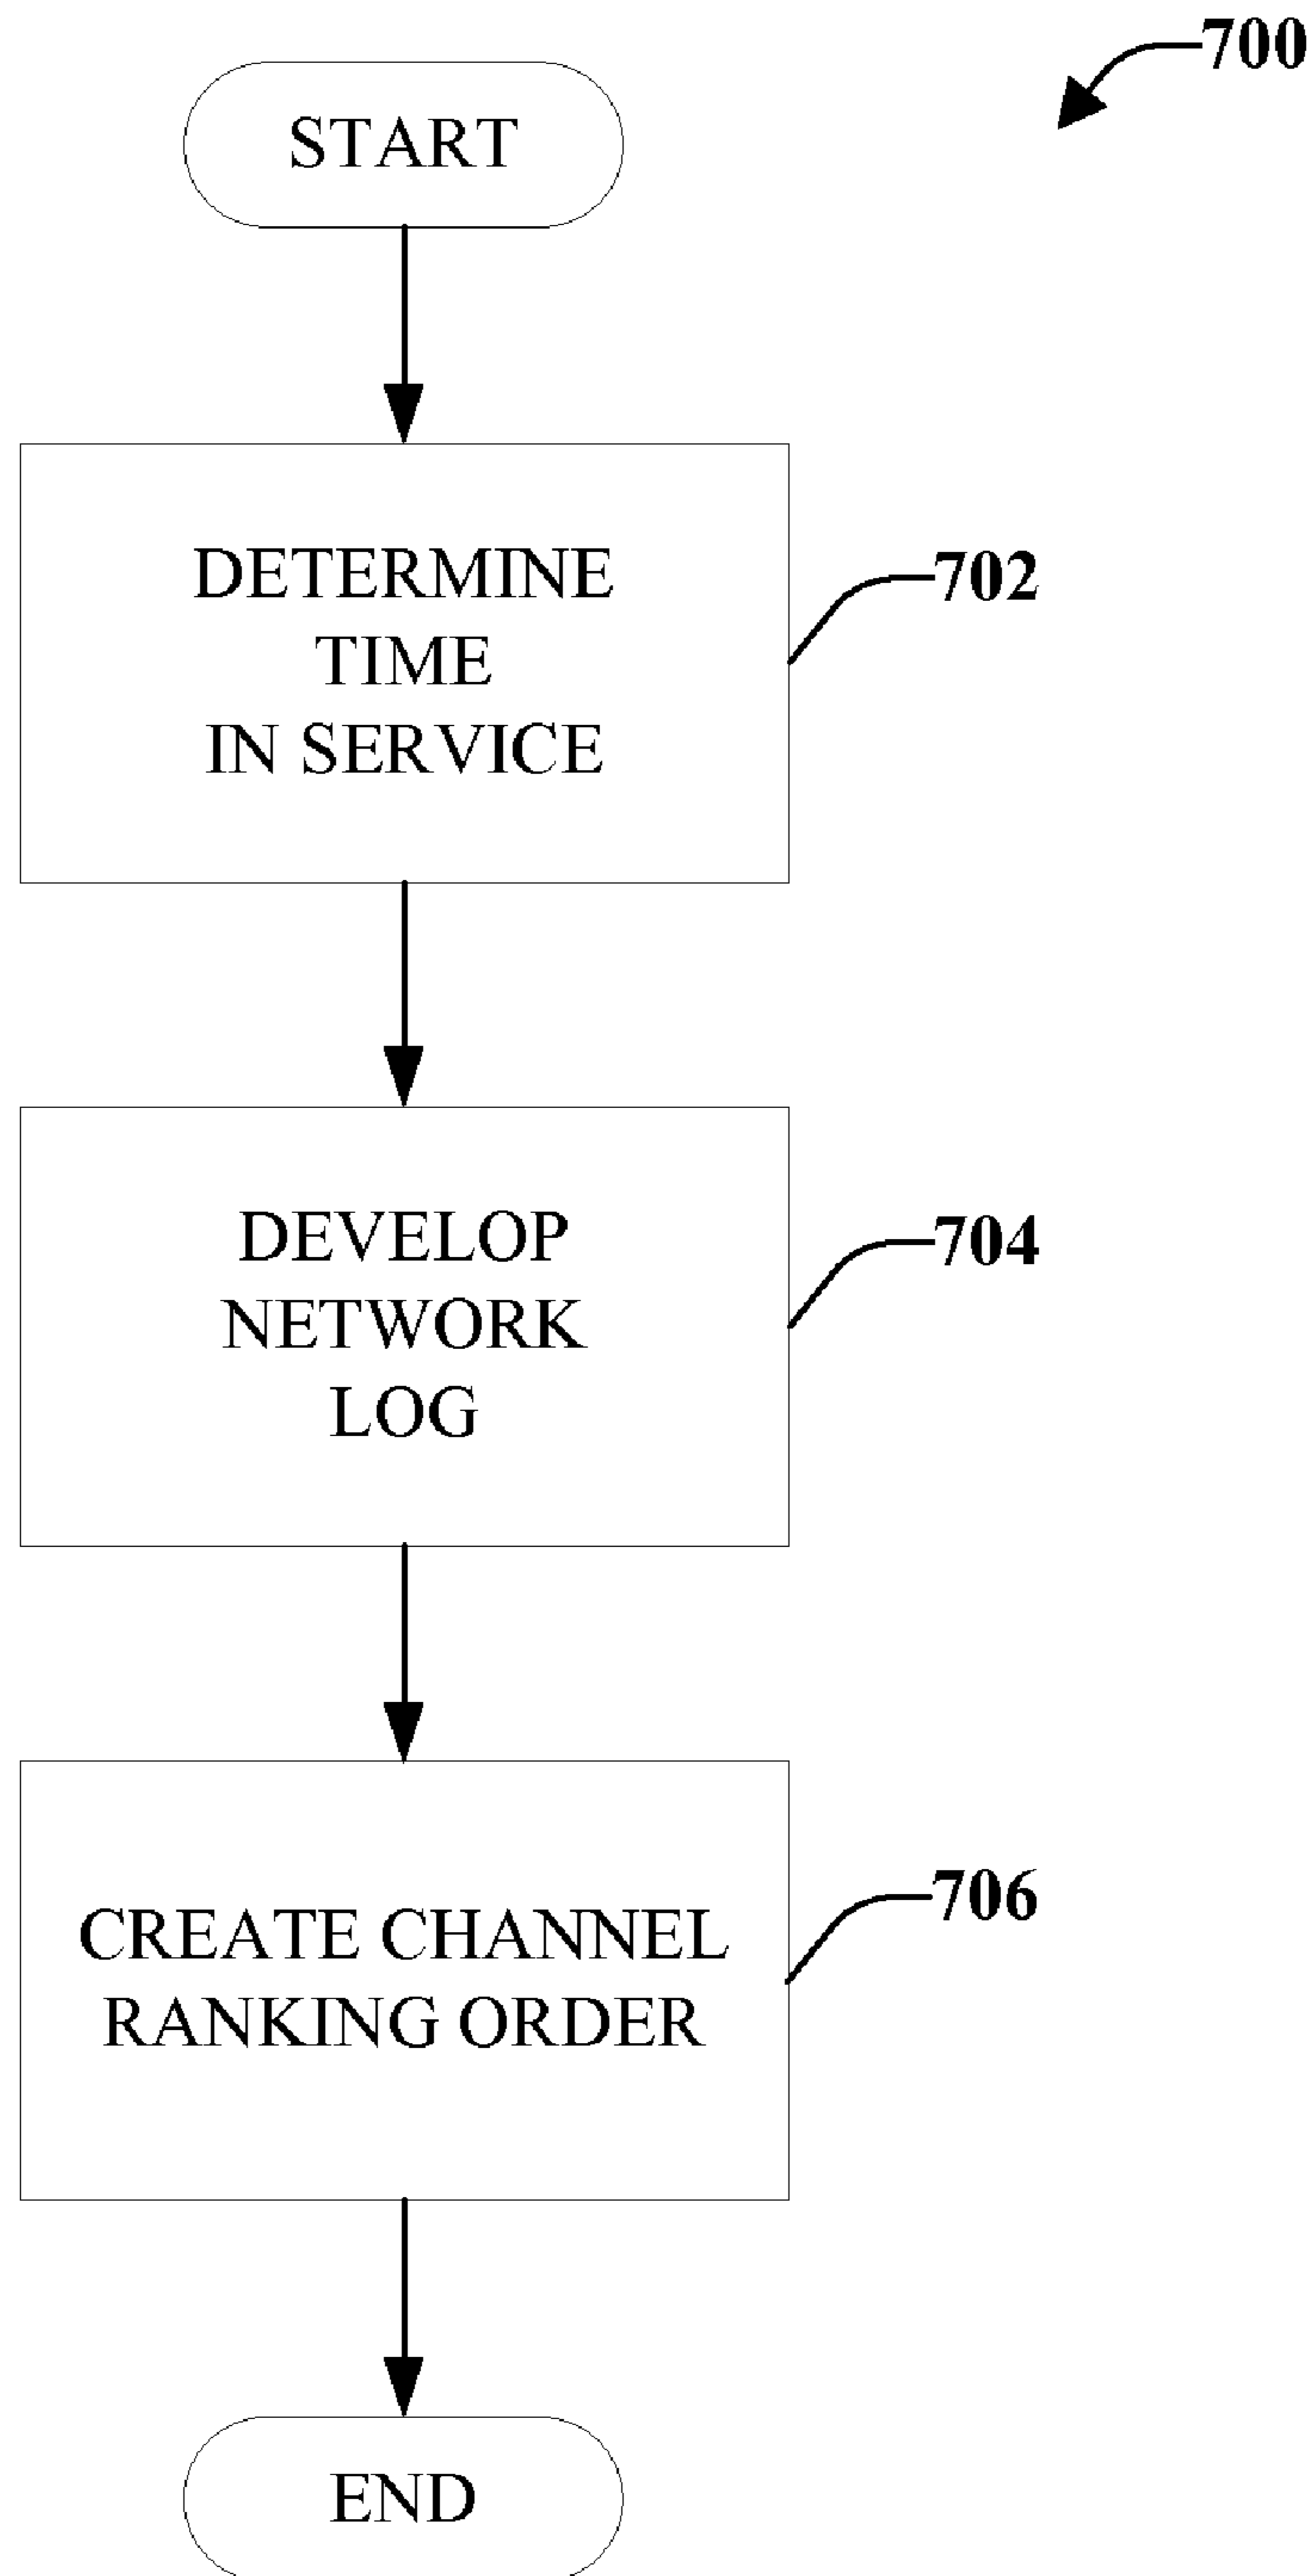 700
START
DETERMINE
TIME
IN SERVICE
702
DEVELOP
NETWORK
LOG
704
CREATE CHANNEL
RANKING ORDER
706
END